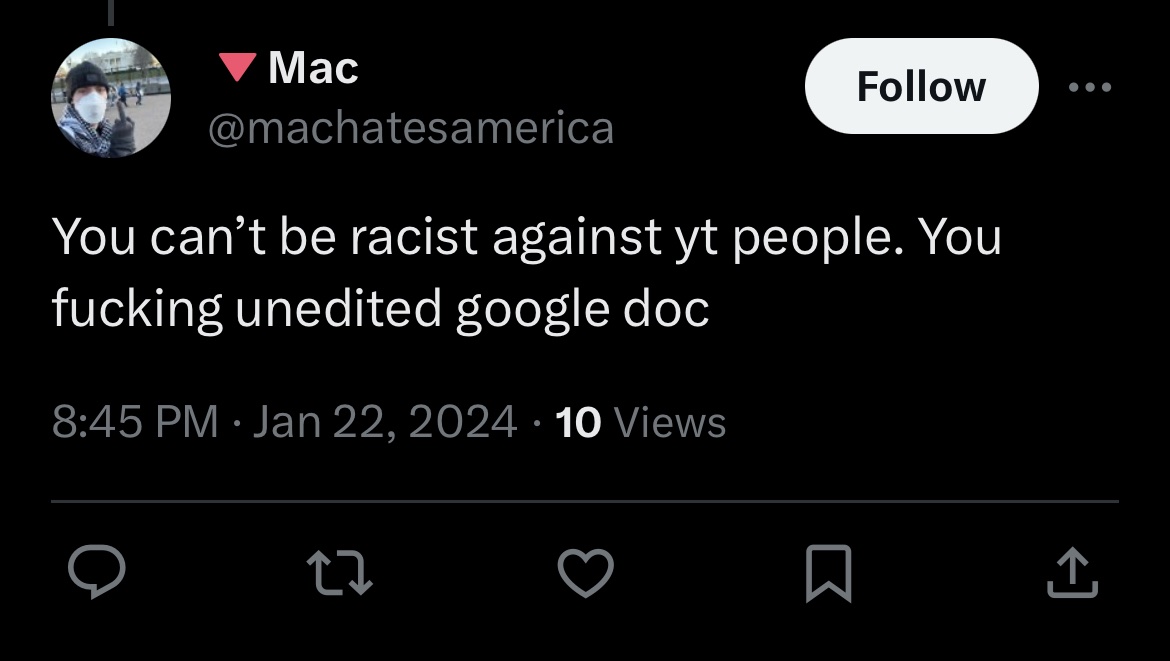 Mac
Follow
@machatesamerica
You can’t be racist against yt people. You
fucking unedited google doc
8:45 PM · Jan 22, 2024 · 10 Views